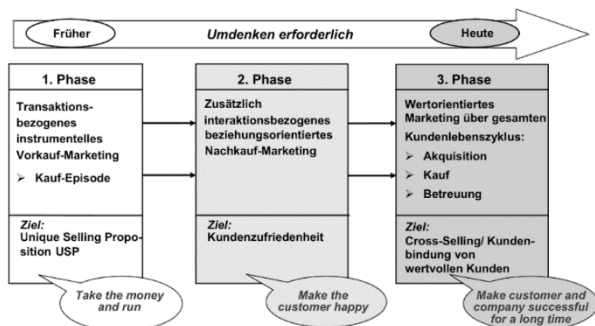 Früher
Umdenken erforderlich
Heute
1. Phase
Transaktions-
bezogenes
instrumentelles
Vorkauf-Marketing
➢ Kauf-Episode
Ziel:
Unique Selling Propo-
sition USP
Take the money
and run
2. Phase
Zusätzlich
interaktionsbezogenes
beziehungsorientiertes
Nachkauf-Marketing
Ziel:
Kundenzufriedenheit
Make the
customer happy
3. Phase
Wertorientiertes
Marketing über gesamten
Kundenlebenszyklus:
➢ Akquisition
➢ Kauf
➢ Betreuung
Ziel:
Cross-Selling/ Kunden-
bindung von
wertvollen Kunden
Make customer and
company successful
for a long time